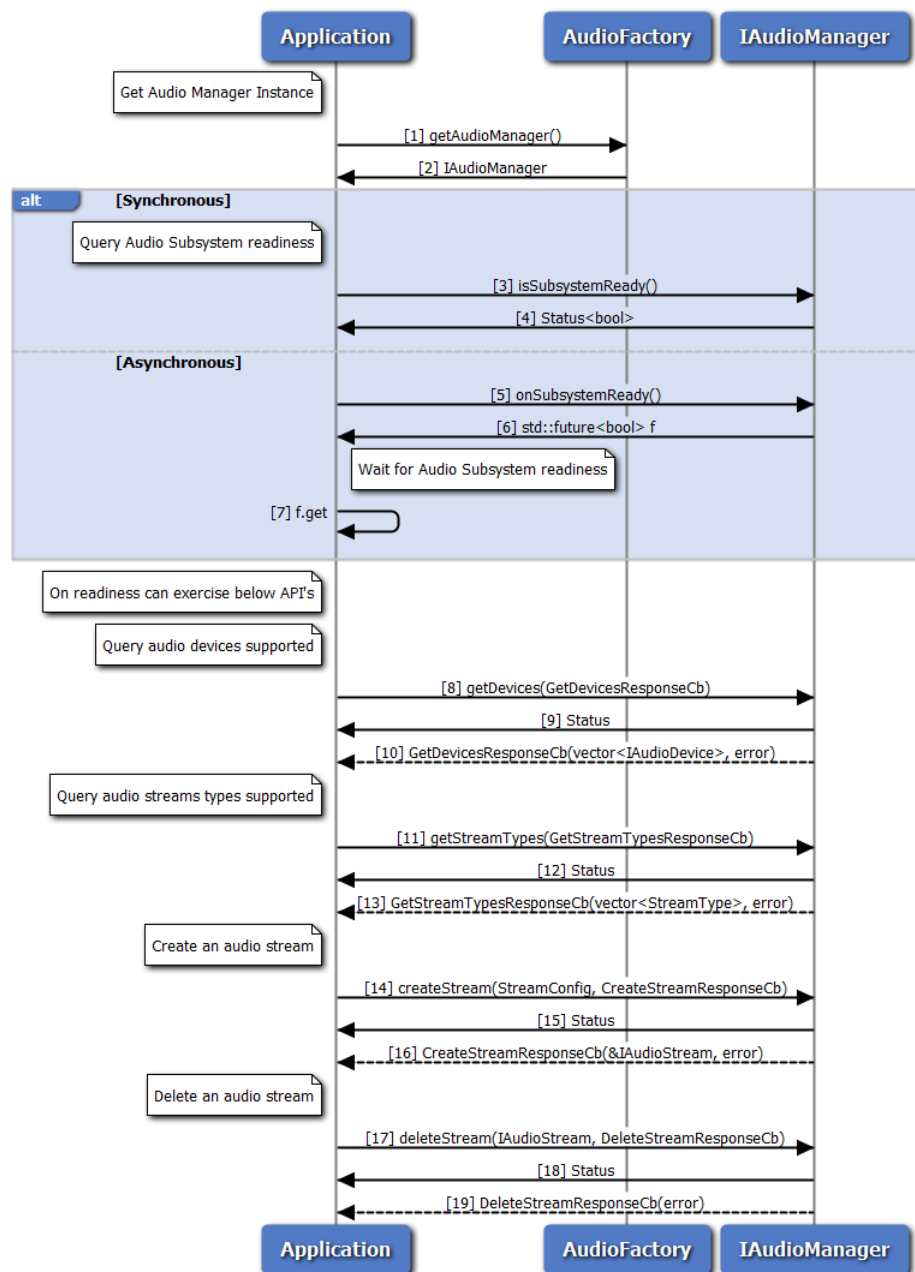 Application AudioFactory IAudioManager
Get Audio Manager Instance
[1] getAudioManager()
[2] IAudioManager
alt [Synchronous]
Query Audio Subsystem readiness
[3] isSubsystemReady()
[4] Status<bool>
[Asynchronous]
[5] onSubsystemReady()
[6] std::future<bool> f
Wait for Audio Subsystem readiness
[7] f.get
On readiness can exercise below API's
Query audio devices supported
[8] getDevices(GetDevicesResponseCb)
[9] Status
[10] GetDevicesResponseCb(vector<IAudioDevice>, error)
Query audio streams types supported
[11] getStreamTypes(GetStreamTypesResponseCb)
[12] Status
[13] GetStreamTypesResponseCb(vector<StreamType>, error)
Create an audio stream
[14] createStream(StreamConfig, CreateStreamResponseCb)
[15] Status
[16] CreateStreamResponseCb(&IAudioStream, error)
Delete an audio stream
[17] deleteStream(IAudioStream, DeleteStreamResponseCb)
[18] Status
[19] DeleteStreamResponseCb(error)
Application AudioFactory IAudioManager